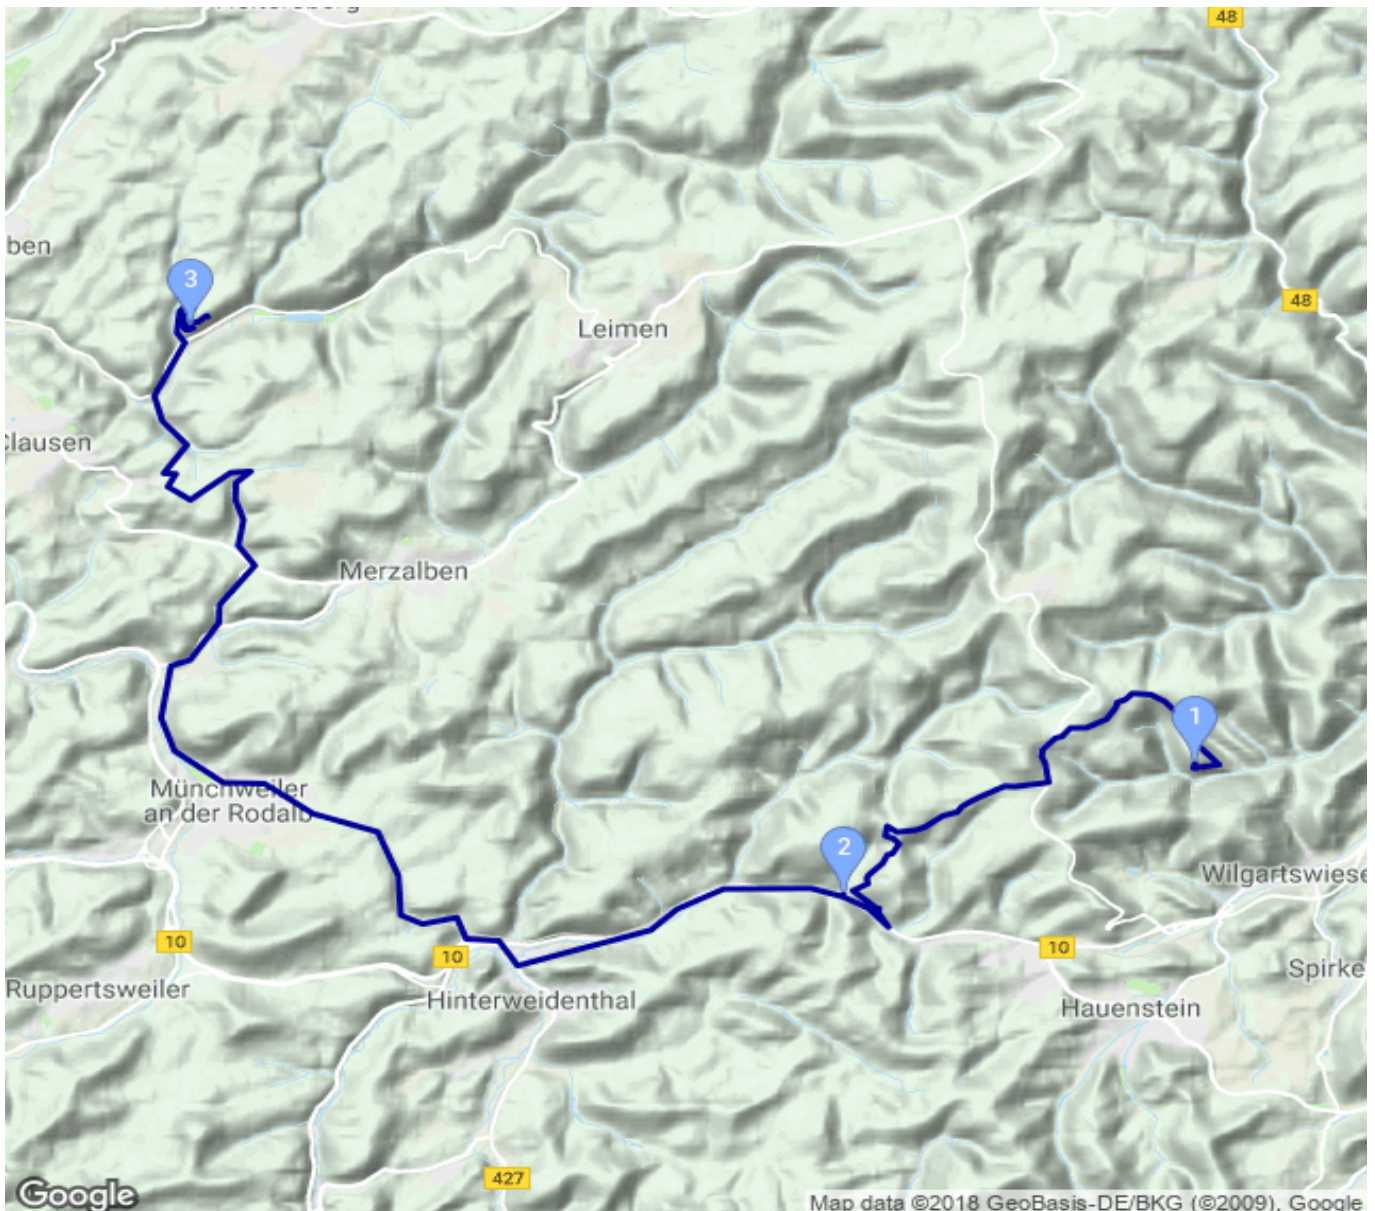 48
ben
3
48
Leimen
Clausen
Merzalben
1
Münchweiler
an der Rodalb
2
Wilgartswiese
10
10
10
Spirke
Ruppertsweiler
Hinterweidenthal
Hauenstein
427
Google
Map data ©2018 GeoBasis-DE/BKG (©2009), Google